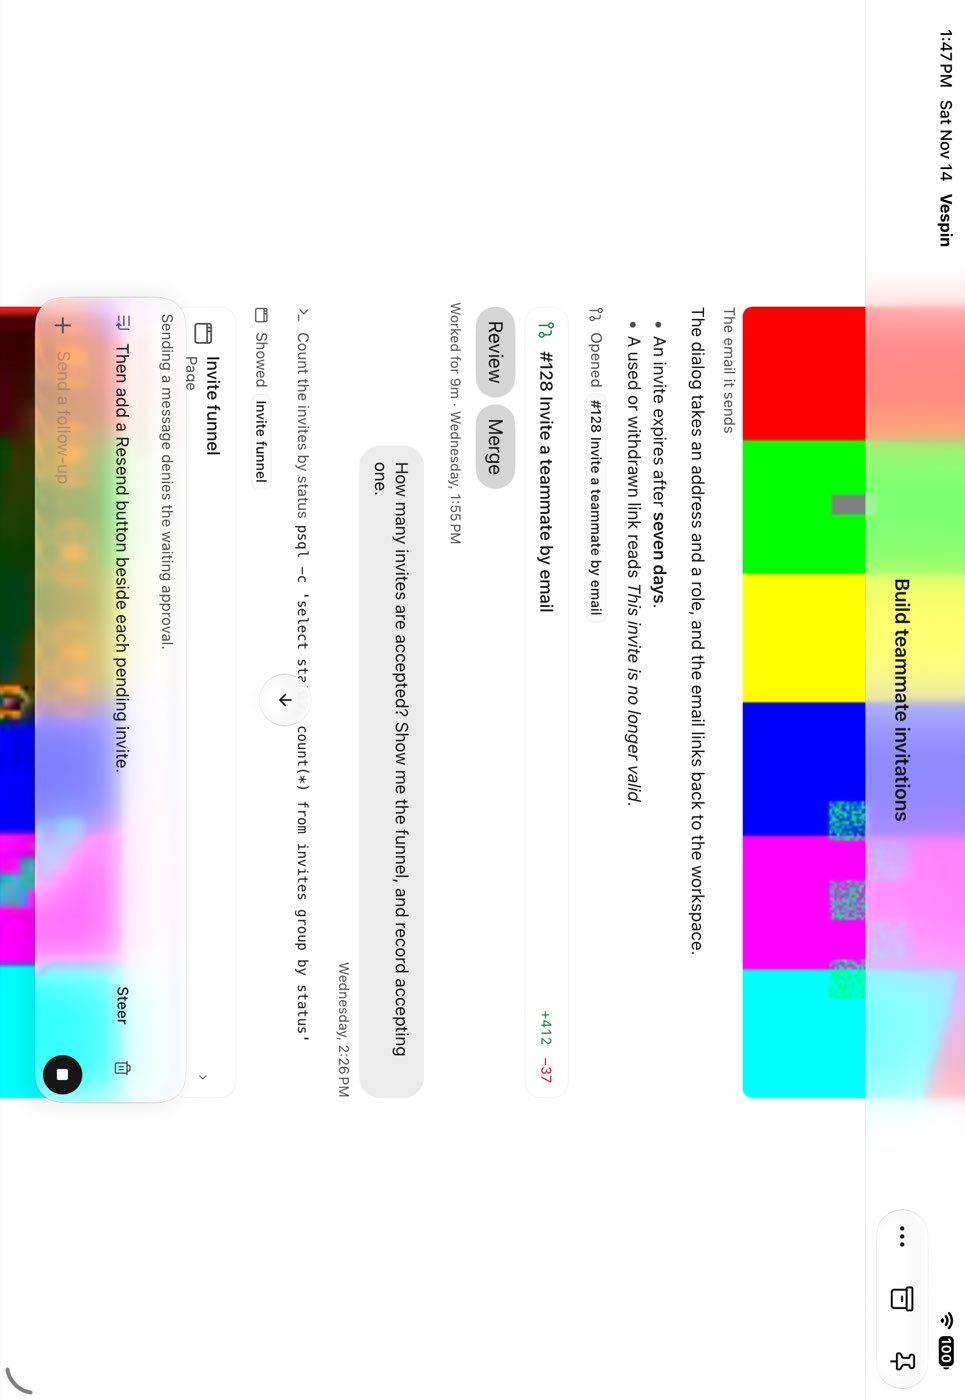 1:47 PM Sat Nov 14 Vespin
100
Build teammate invitations
The email it sends
The dialog takes an address and a role, and the email links back to the workspace.
• An invite expires after seven days.
• A used or withdrawn link reads This invite is no longer valid.
Opened #128 Invite a teammate by email
#128 Invite a teammate by email +412 −37
Review Merge
Worked for 9m · Wednesday, 1:55 PM
How many invites are accepted? Show me the funnel, and record accepting
one.
Wednesday, 2:26 PM
Count the invites by status psql -c 'select count(*) from invites group by status'
Showed Invite funnel
Invite funnel
Page
Sending a message denies the waiting approval.
Then add a Resend button beside each pending invite. Steer
Send a follow-up